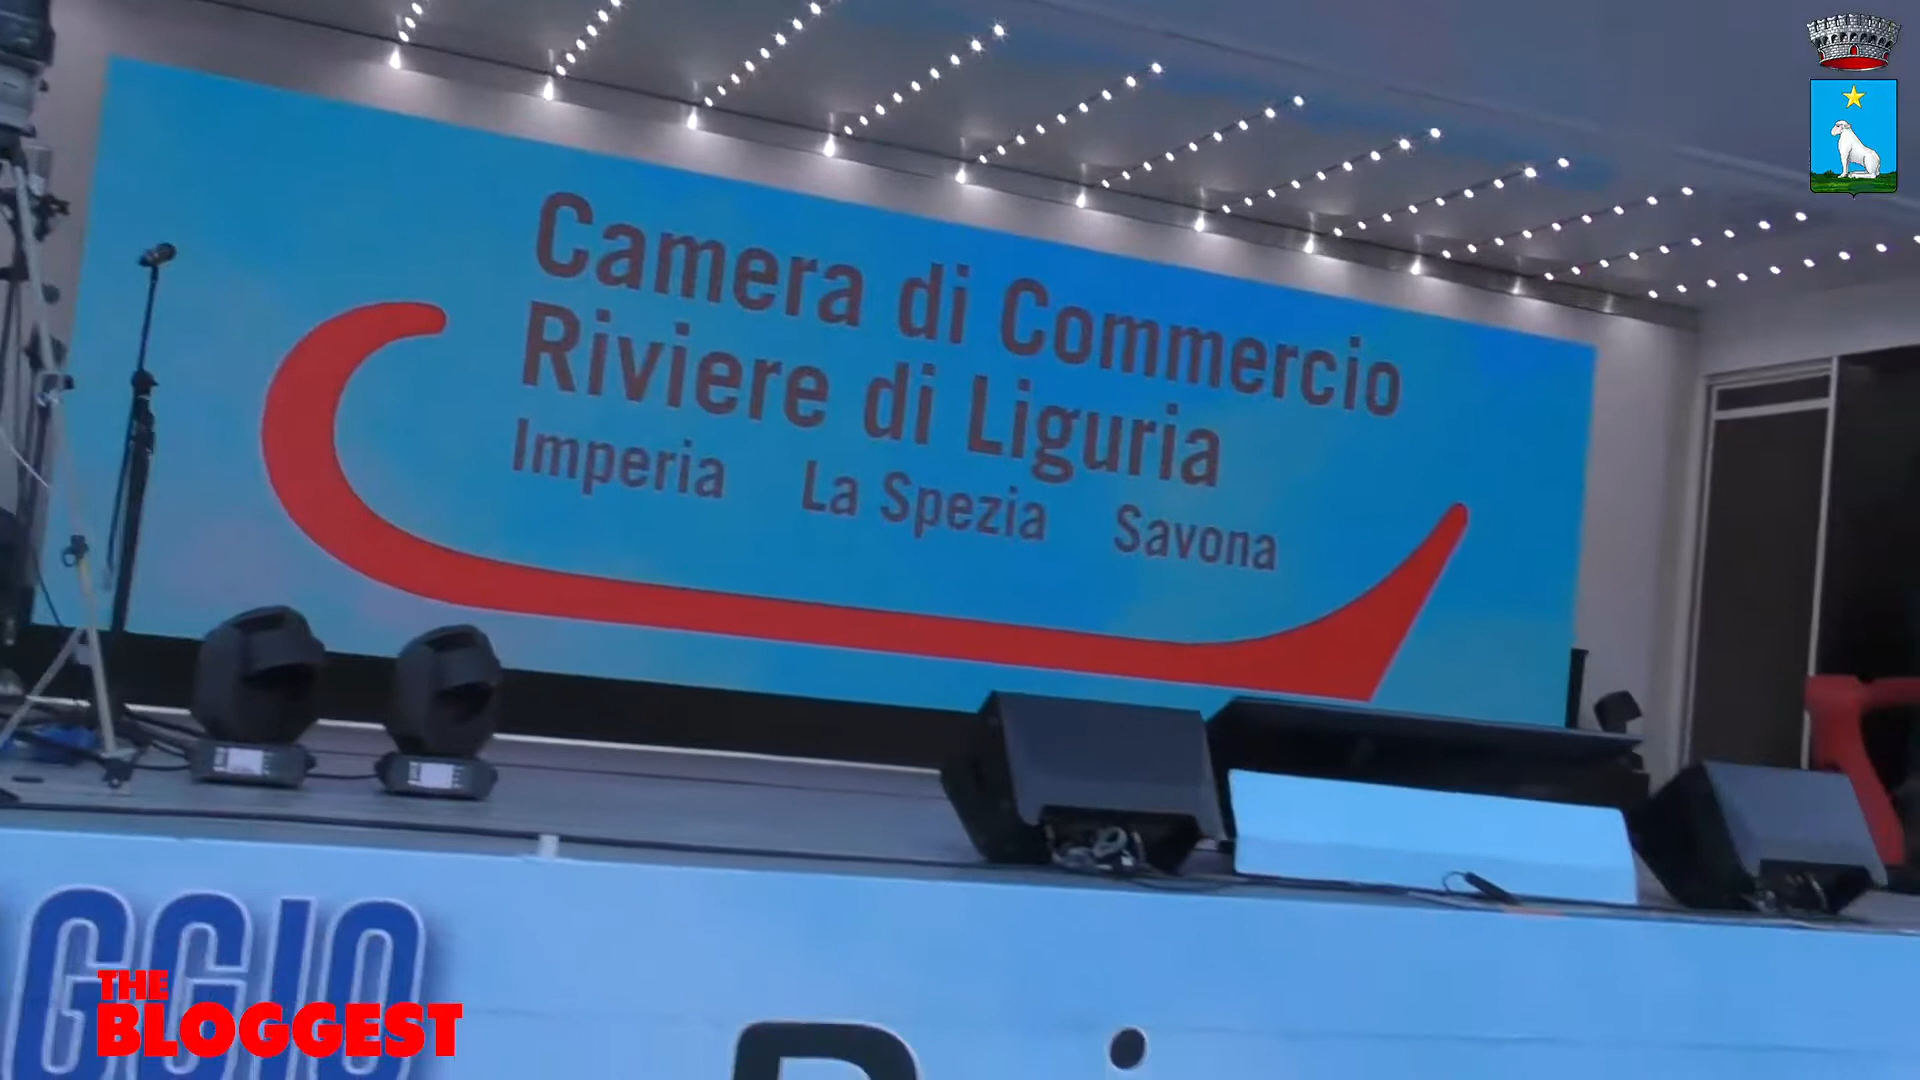 Camera di Commercio
Riviere di Liguria
Imperia La Spezia Savona
GGIO
THE
BLOGGEST